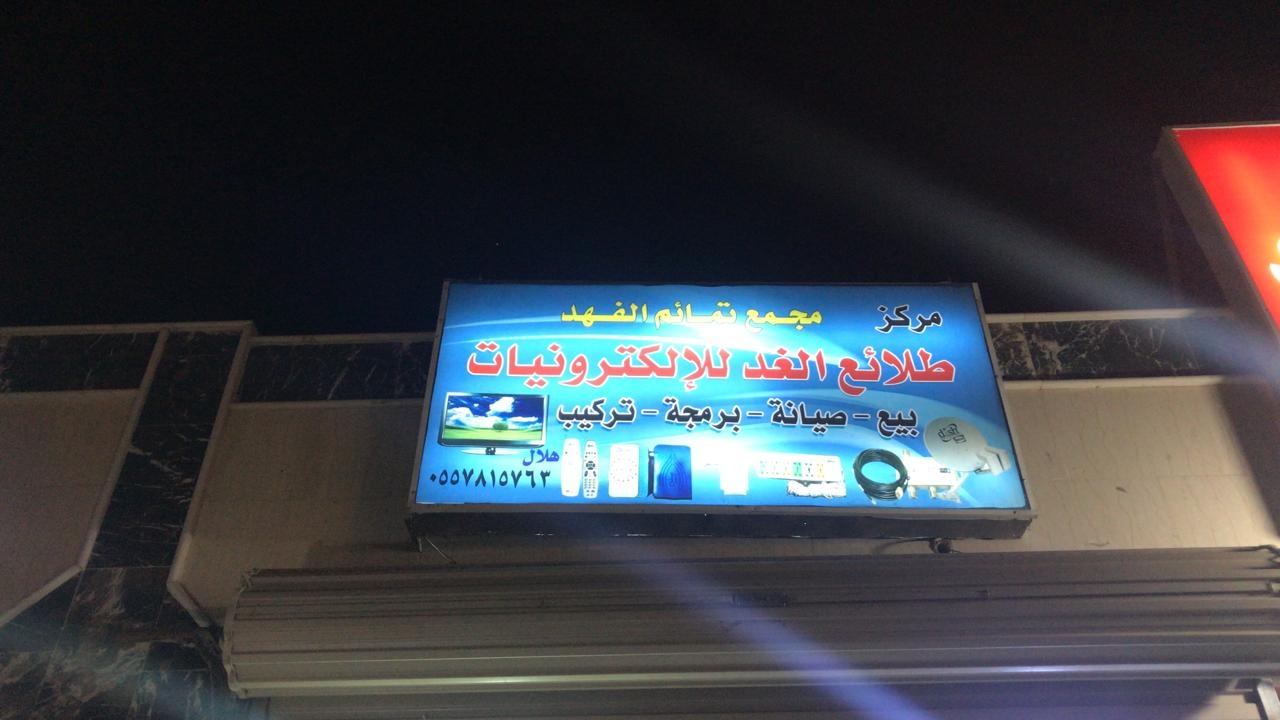 مركز مجمع تمائم الفهد
طلائع الغد للإلكترونيات
بيع - صيانة - برمجة - تركيب
هلال
٠٥٥٧٨١٥٧٦٣